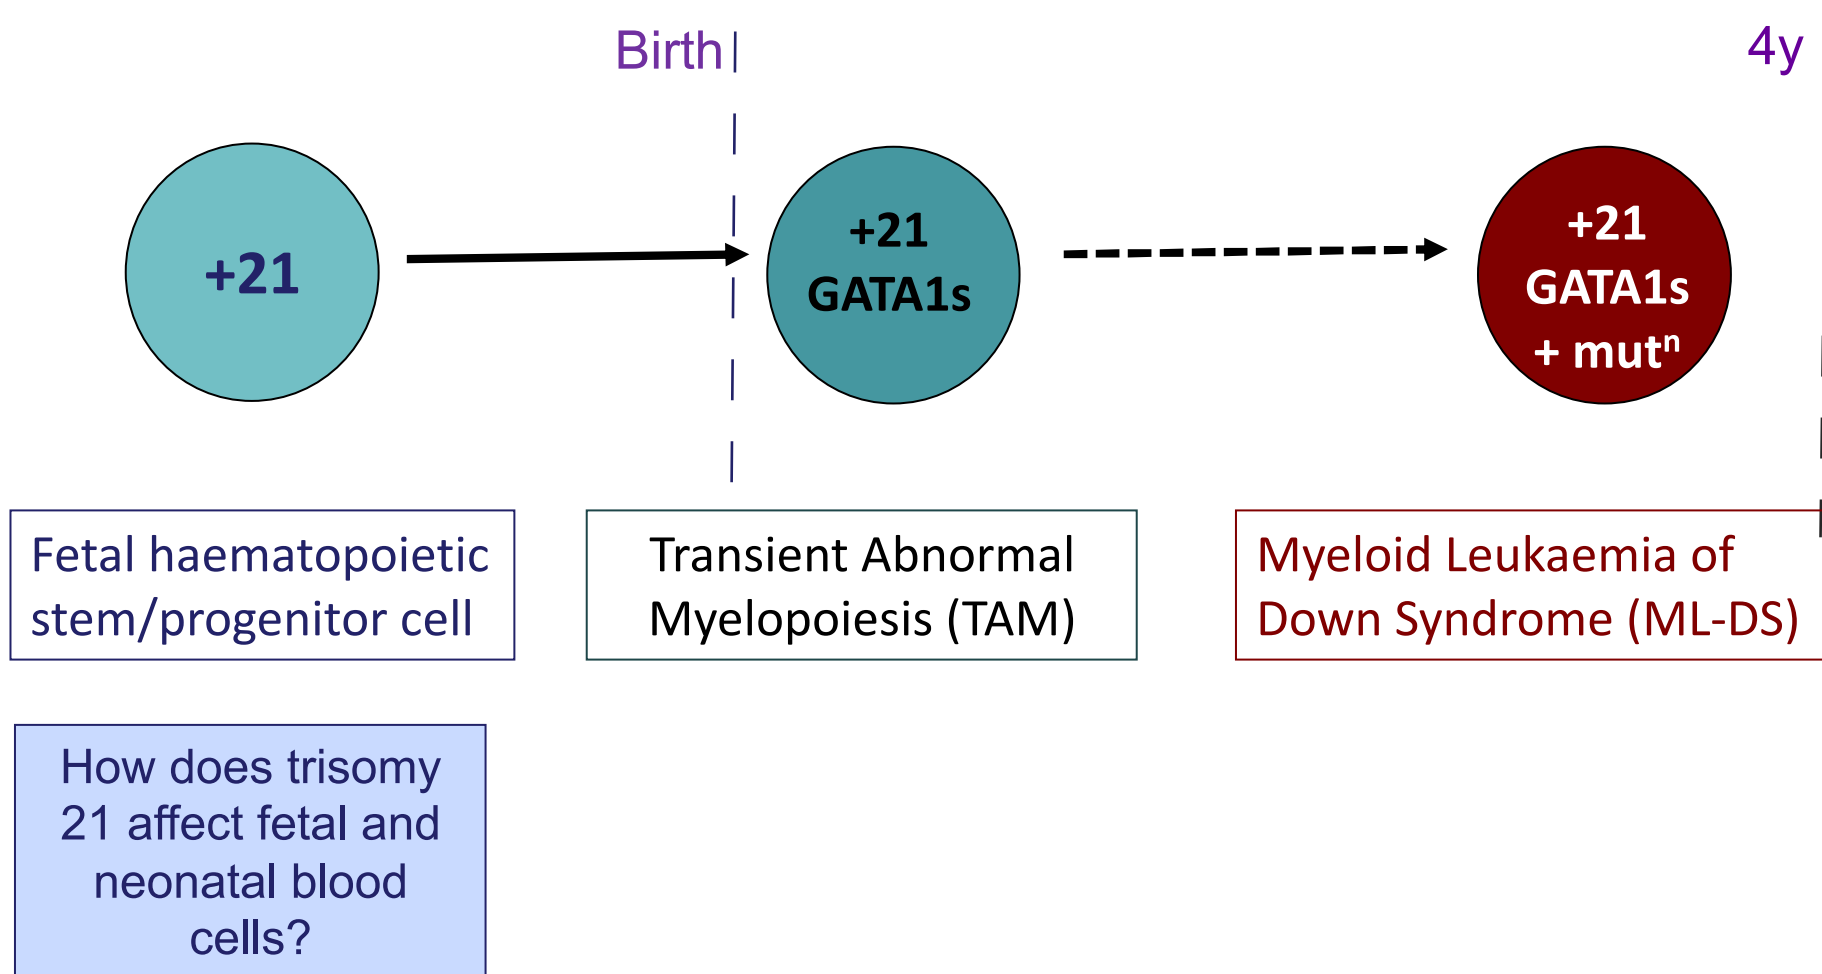 Birth
4y
+21
+21
GATA1s
+21
GATA1s
+ mutⁿ
Fetal haematopoietic
stem/progenitor cell
Transient Abnormal
Myelopoiesis (TAM)
Myeloid Leukaemia of
Down Syndrome (ML-DS)
How does trisomy
21 affect fetal and
neonatal blood
cells?